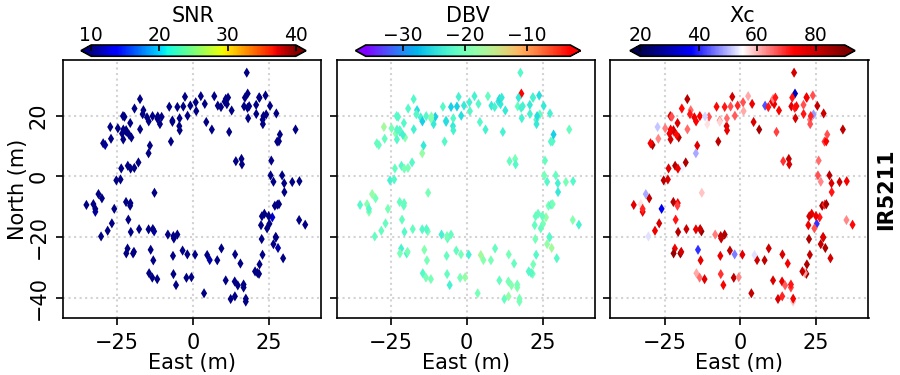 SNR DBV Xc
10 20 30 40 −30 −20 −10 20 40 60 80
20
0
−20
−40
North (m)
−25 0 25 −25 0 25 −25 0 25
East (m) East (m) East (m)
IR5211